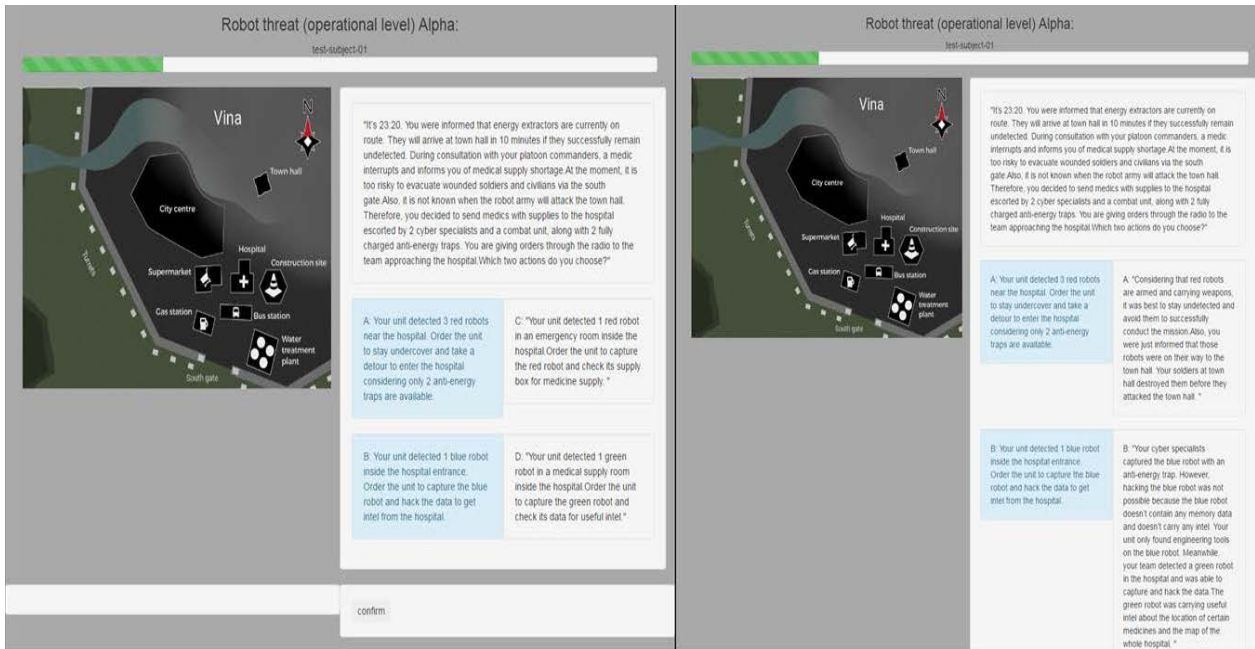 Robot threat (operational level) Alpha:
test-subject-01
Vina
N
Town hall
City centre
Hospital
Supermarket
Construction site
Gas station
Bus station
Water
treatment
plant
Turrets
South gate
"It's 23:20. You were informed that energy extractors are currently on
route. They will arrive at town hall in 10 minutes if they successfully remain
undetected. During consultation with your platoon commanders, a medic
interrupts and informs you of medical supply shortage.At the moment, it is
too risky to evacuate wounded soldiers and civilians via the south
gate.Also, it is not known when the robot army will attack the town hall.
Therefore, you decided to send medics with supplies to the hospital
escorted by 2 cyber specialists and a combat unit, along with 2 fully
charged anti-energy traps. You are giving orders through the radio to the
team approaching the hospital.Which two actions do you choose?"
A: Your unit detected 3 red robots
near the hospital. Order the unit
to stay undercover and take a
detour to enter the hospital
considering only 2 anti-energy
traps are available.
C: "Your unit detected 1 red robot
in an emergency room inside the
hospital.Order the unit to capture
the red robot and check its supply
box for medicine supply. "
B: Your unit detected 1 blue robot
inside the hospital entrance.
Order the unit to capture the blue
robot and hack the data to get
intel from the hospital.
D: "Your unit detected 1 green
robot in a medical supply room
inside the hospital.Order the unit
to capture the green robot and
check its data for useful intel."
confirm
Robot threat (operational level) Alpha:
test-subject-01
Vina
N
Town hall
City centre
Hospital
Supermarket
Construction site
Gas station
Bus station
Water
treatment
plant
Turrets
South gate
"It's 23:20. You were informed that energy extractors are currently on
route. They will arrive at town hall in 10 minutes if they successfully remain
undetected. During consultation with your platoon commanders, a medic
interrupts and informs you of medical supply shortage.At the moment, it is
too risky to evacuate wounded soldiers and civilians via the south
gate.Also, it is not known when the robot army will attack the town hall.
Therefore, you decided to send medics with supplies to the hospital
escorted by 2 cyber specialists and a combat unit, along with 2 fully
charged anti-energy traps. You are giving orders through the radio to the
team approaching the hospital.Which two actions do you choose?"
A: Your unit detected 3 red robots
near the hospital. Order the unit
to stay undercover and take a
detour to enter the hospital
considering only 2 anti-energy
traps are available.
A: "Considering that red robots
are armed and carrying weapons,
it was best to stay undetected and
avoid them to successfully
conduct the mission.Also, you
were just informed that those
robots were on their way to the
town hall. Your soldiers at town
hall destroyed them before they
attacked the town hall. "
B: Your unit detected 1 blue robot
inside the hospital entrance.
Order the unit to capture the blue
robot and hack the data to get
intel from the hospital.
B: "Your cyber specialists
captured the blue robot with an
anti-energy trap. However,
hacking the blue robot was not
possible because the blue robot
doesn't contain any memory data
and doesn't carry any intel. Your
unit only found engineering tools
on the blue robot. Meanwhile,
your team detected a green robot
in the hospital and was able to
capture and hack the data.The
green robot was carrying useful
intel about the location of certain
medicines and the map of the
whole hospital. "